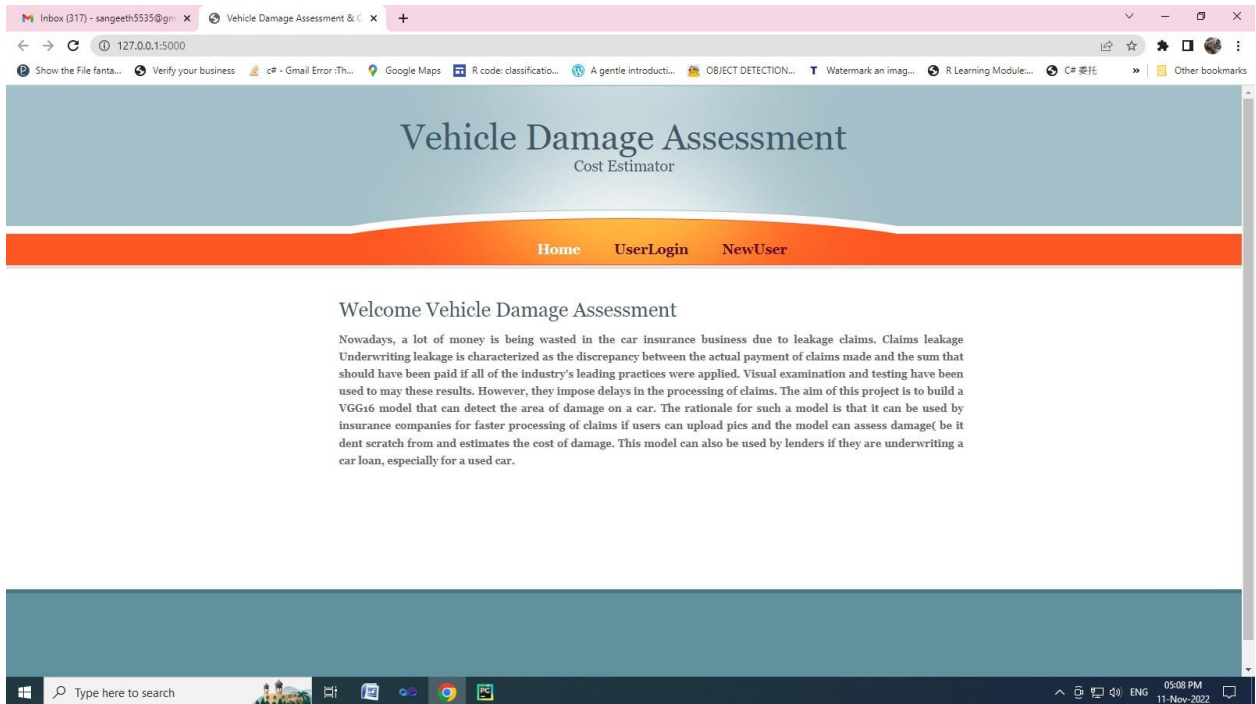 Inbox (317) - sangeeth5535@gm
Vehicle Damage Assessment & C
127.0.0.1:5000
Show the File fanta...
Verify your business
c# - Gmail Error :Th...
Google Maps
R code: classificatio...
A gentle introducti...
OBJECT DETECTION...
Watermark an imag...
R Learning Module:...
C# 委托
»
Other bookmarks
Vehicle Damage Assessment
Cost Estimator
Home UserLogin NewUser
Welcome Vehicle Damage Assessment
Nowadays, a lot of money is being wasted in the car insurance business due to leakage claims. Claims leakage
Underwriting leakage is characterized as the discrepancy between the actual payment of claims made and the sum that
should have been paid if all of the industry's leading practices were applied. Visual examination and testing have been
used to may these results. However, they impose delays in the processing of claims. The aim of this project is to build a
VGG16 model that can detect the area of damage on a car. The rationale for such a model is that it can be used by
insurance companies for faster processing of claims if users can upload pics and the model can assess damage( be it
dent scratch from and estimates the cost of damage. This model can also be used by lenders if they are underwriting a
car loan, especially for a used car.
Type here to search
PC
ENG
05:08 PM
11-Nov-2022